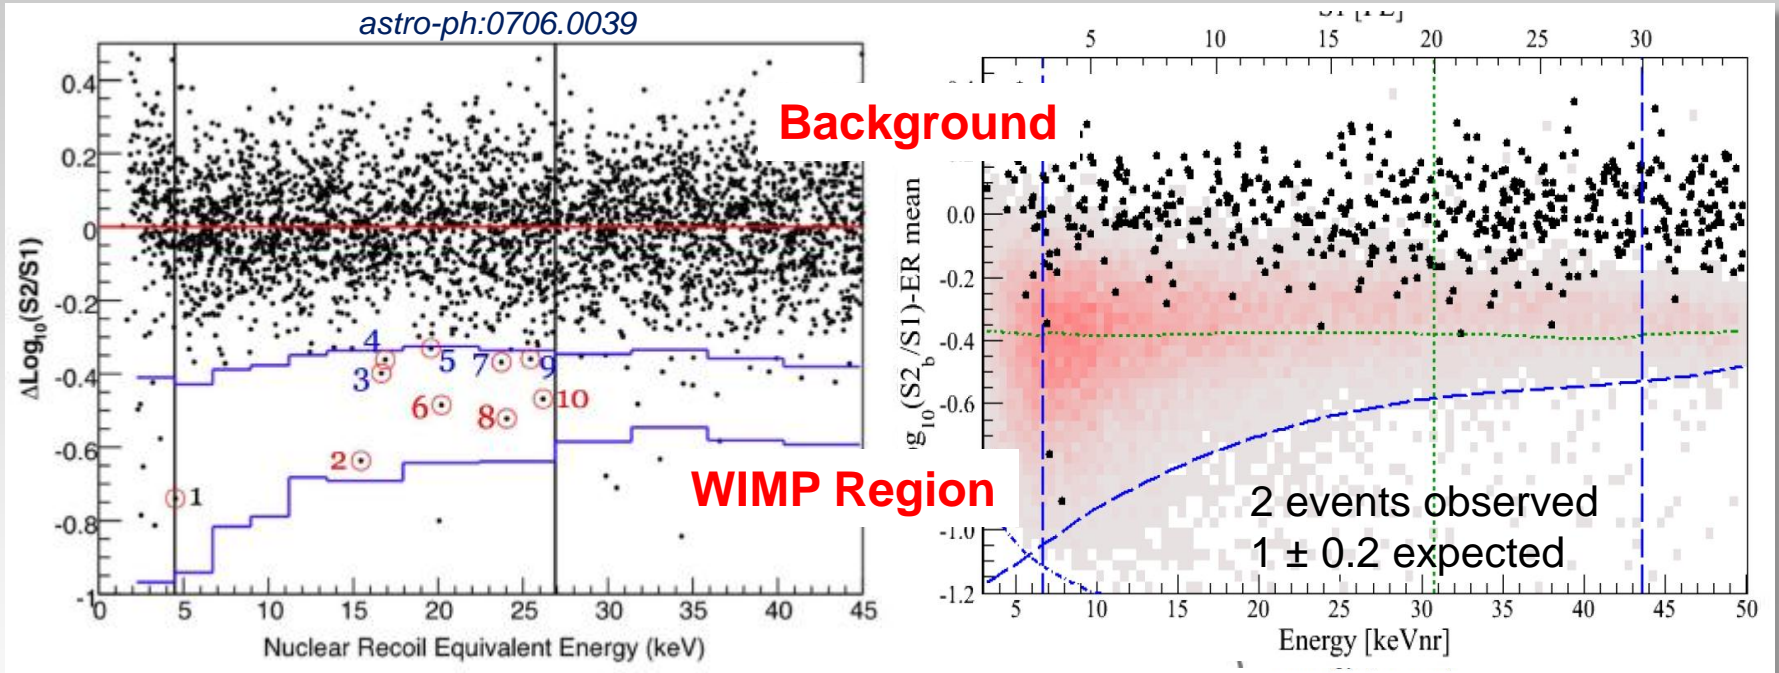 astro-ph:0706.0039
0.4
0.2
0
-0.2
-0.4
-0.6
-0.8
-1
ΔLog10(S2/S1)
0 5 10 15 20 25 30 35 40 45
Nuclear Recoil Equivalent Energy (keV)
1
2
3
4
5
6
7
8
9
10
Background
WIMP Region
S1 [PE]
5 10 15 20 25 30
0.0
-0.2
-0.4
-0.6
-1.0
-1.2
og10(S2b/S1)-ER mean
2 events observed
1 ± 0.2 expected
5 10 15 20 25 30 35 40 45 50
Energy [keVnr]